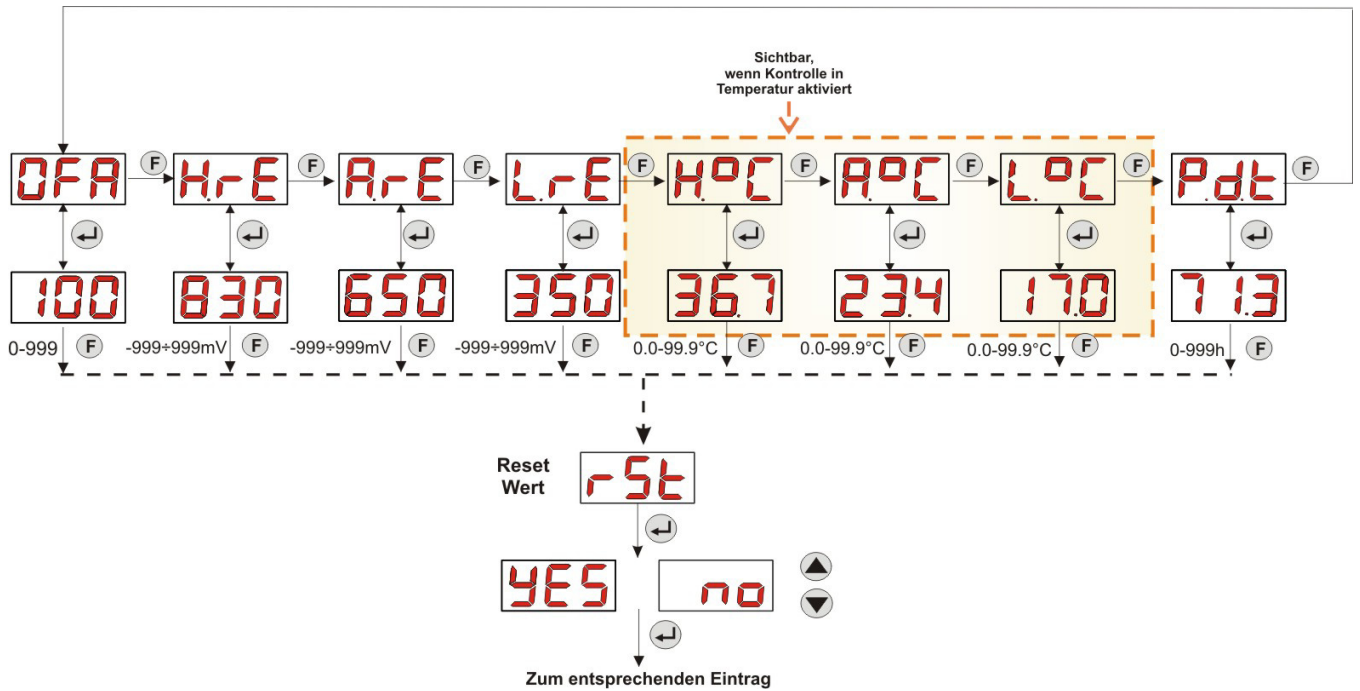 Sichtbar,
wenn Kontrolle in
Temperatur aktiviert
OFA F H.rE F A.rE F L.rE F H.°C F A.°C F L.°C F P.d.t F
100 830 650 350 36.7 23.4 17.0 71.3
0-999 F -999÷999mV F -999÷999mV F -999÷999mV F 0.0-99.9°C F 0.0-99.9°C F 0.0-99.9°C F 0-999h F
Reset
Wert
rSt
YES no
Zum entsprechenden Eintrag